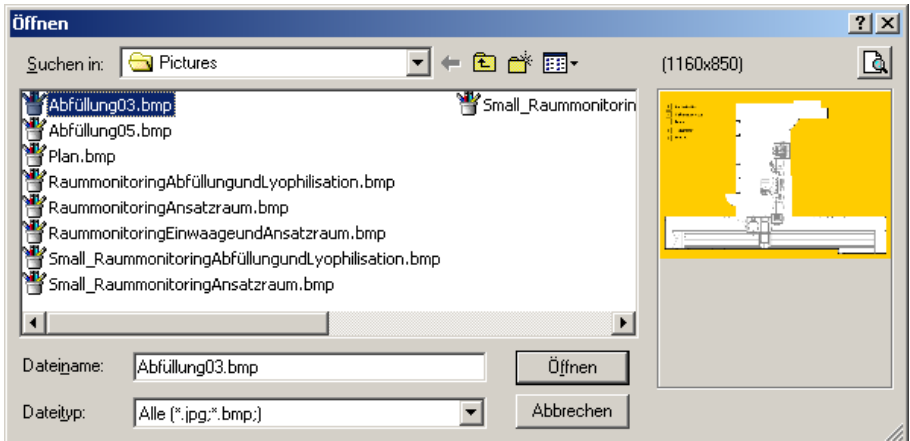 Öffnen
Suchen in: Pictures
(1160x850)
Abfüllung03.bmp
Abfüllung05.bmp
Plan.bmp
RaummonitoringAbfüllungundLyophilisation.bmp
RaummonitoringAnsatzraum.bmp
RaummonitoringEinwaageundAnsatzraum.bmp
Small_RaummonitoringAbfüllungundLyophilisation.bmp
Small_RaummonitoringAnsatzraum.bmp
Small_Raummonitorin
Dateiname: Abfüllung03.bmp
Öffnen
Dateityp: Alle (*.jpg;*.bmp;)
Abbrechen